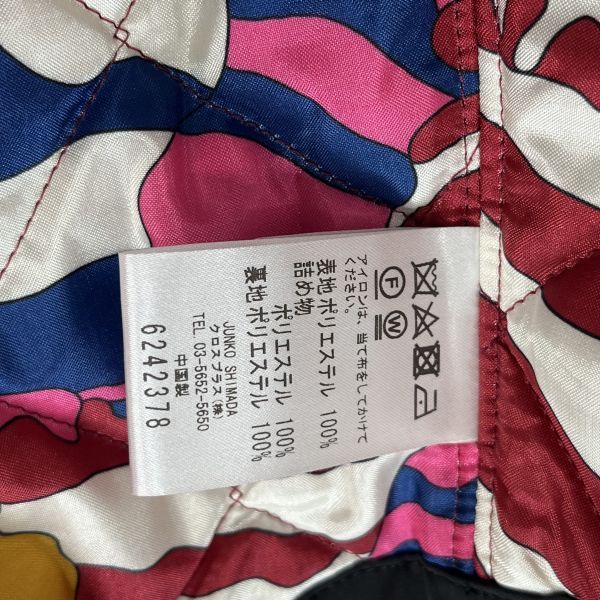 F W
アイロンは、当て布をしてかけて
ください。
表地 ポリエステル 100%
詰め物
ポリエステル 100%
裏地 ポリエステル 100%
JUNKO SHIMADA
クロスプラス(株)
TEL. 03-5652-5650
中国製
6242378